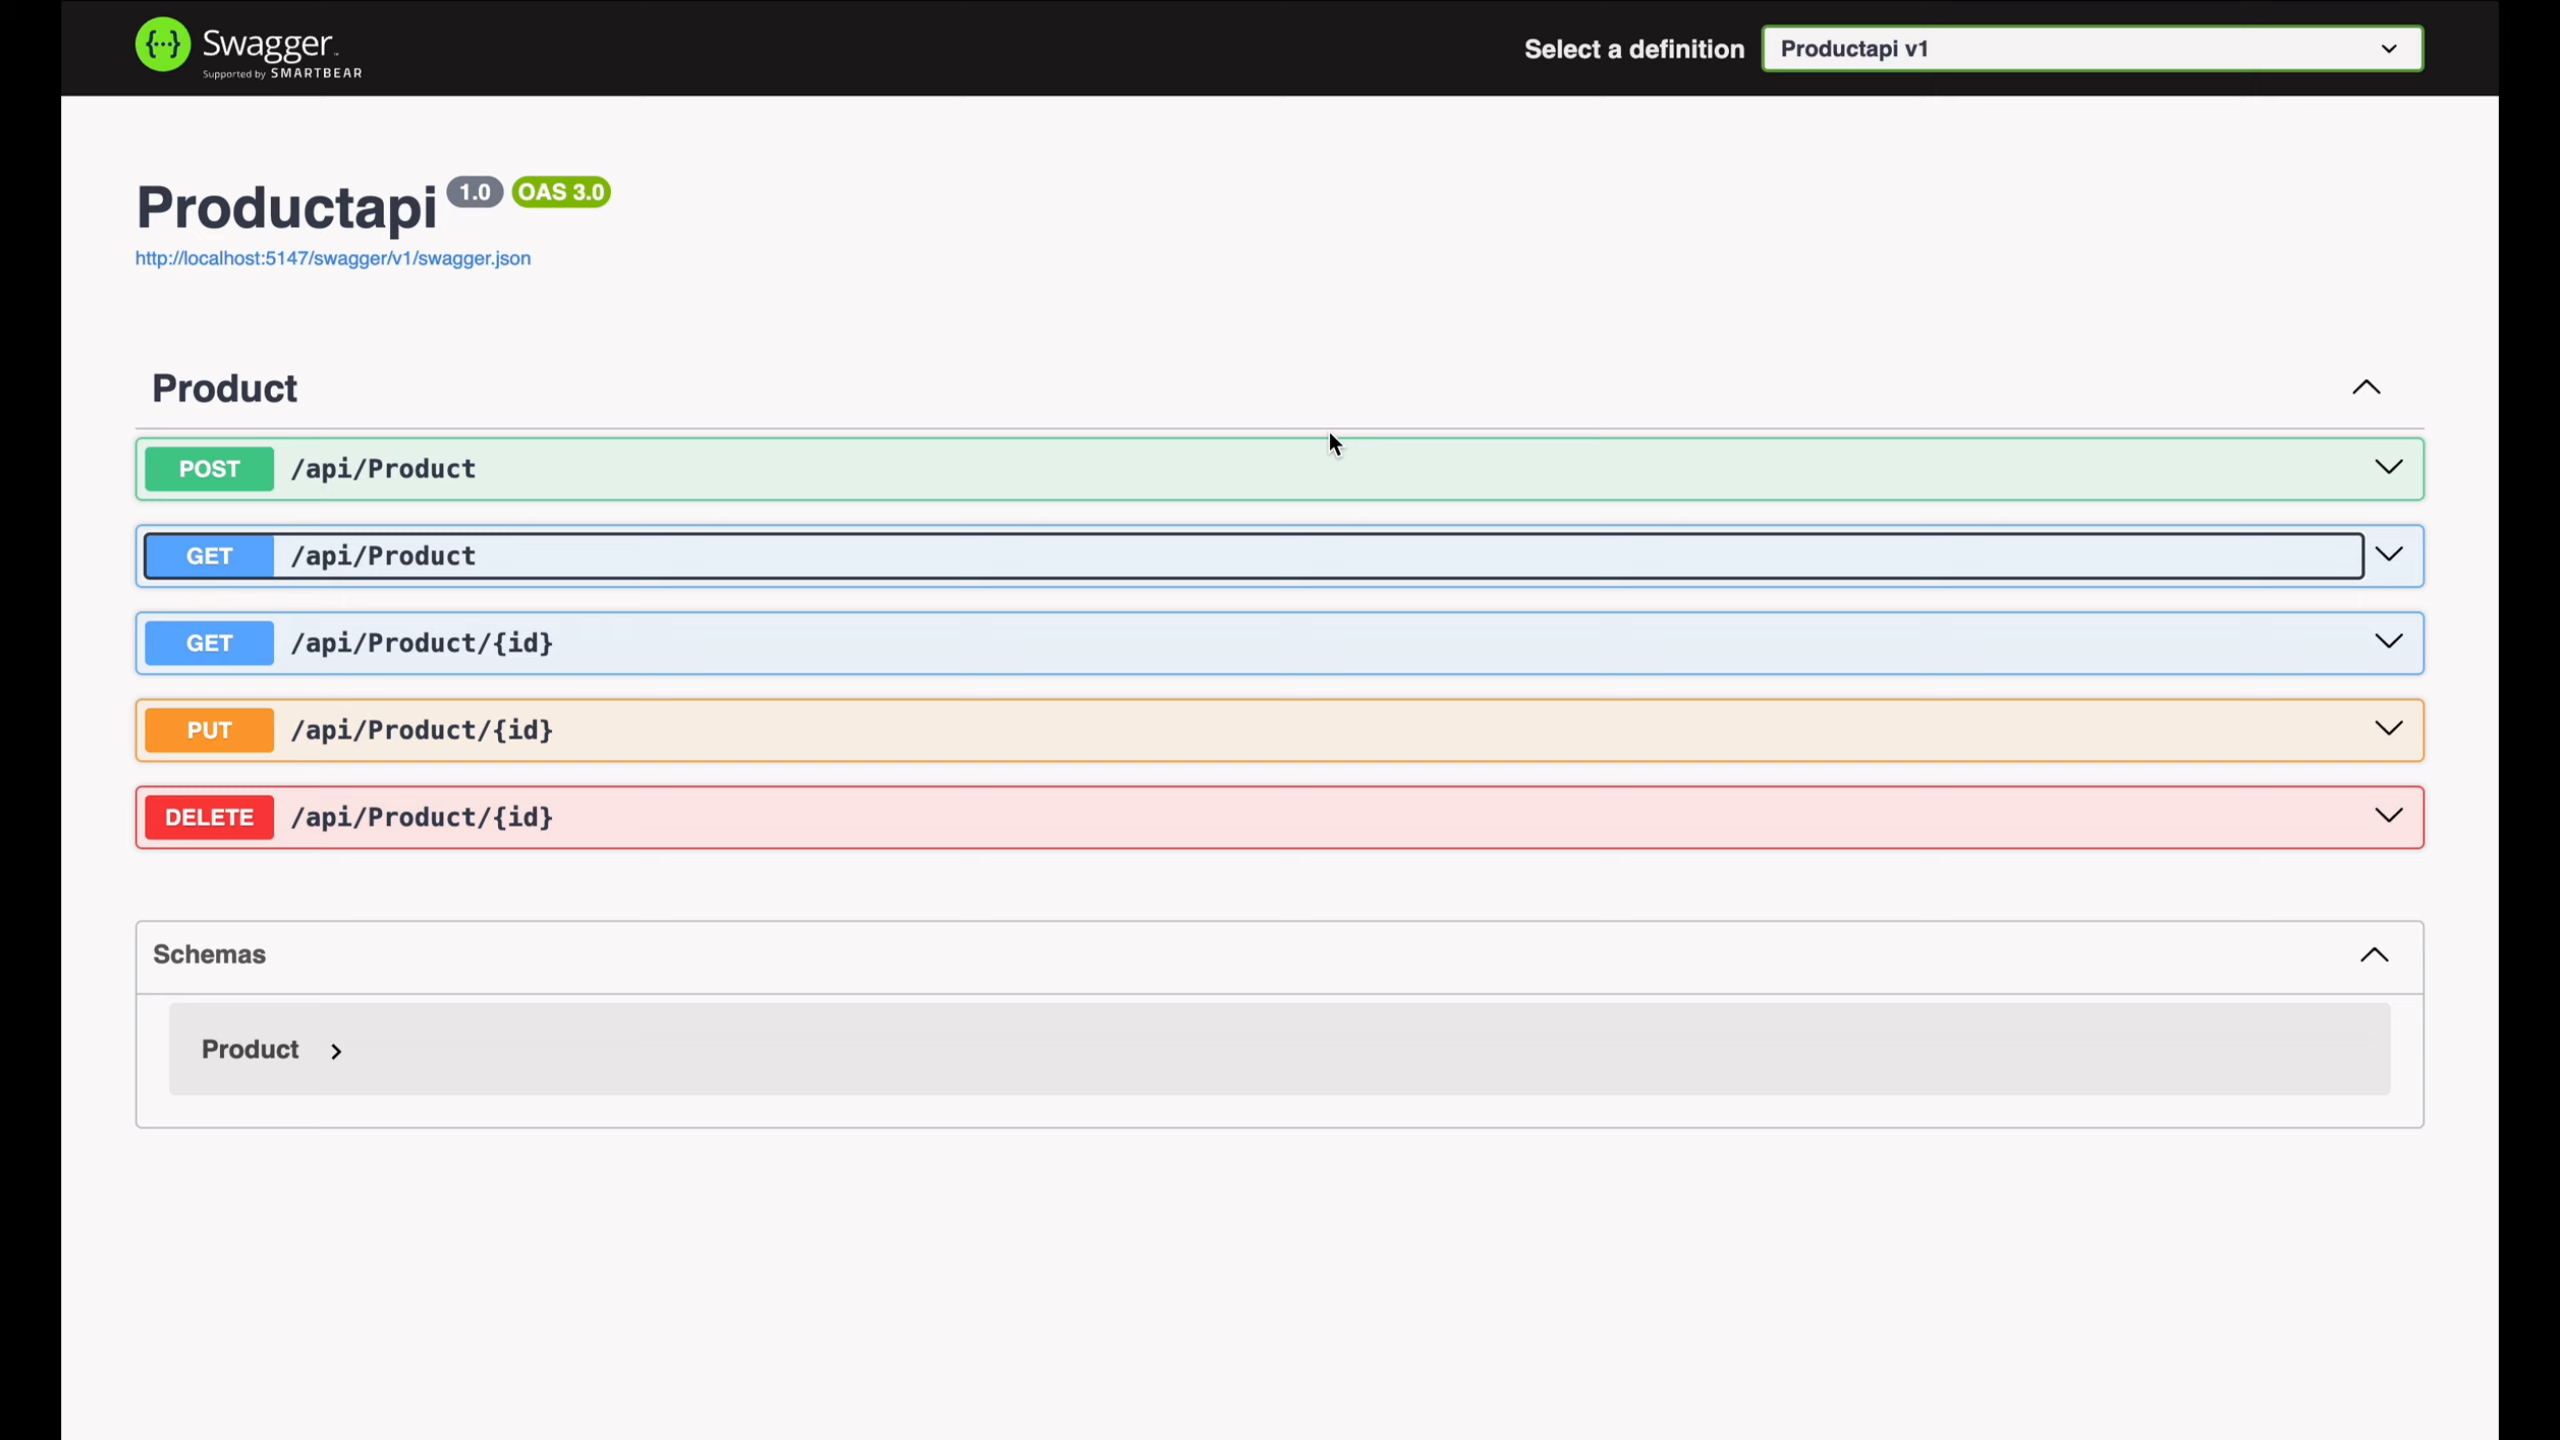 {···} Swagger
Supported by SMARTBEAR
Select a definition
Productapi v1
Productapi 1.0 OAS 3.0
http://localhost:5147/swagger/v1/swagger.json
Product
POST /api/Product
GET /api/Product
GET /api/Product/{id}
PUT /api/Product/{id}
DELETE /api/Product/{id}
Schemas
Product